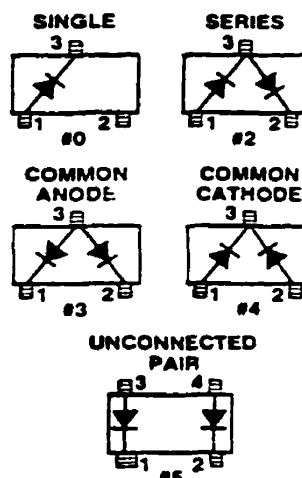 SINGLE
3
1 2
#0
SERIES
3
1 2
#2
COMMON
ANODE
3
1 2
#3
COMMON
CATHODE
3
1 2
#4
UNCONNECTED
PAIR
3 4
1 2
#5